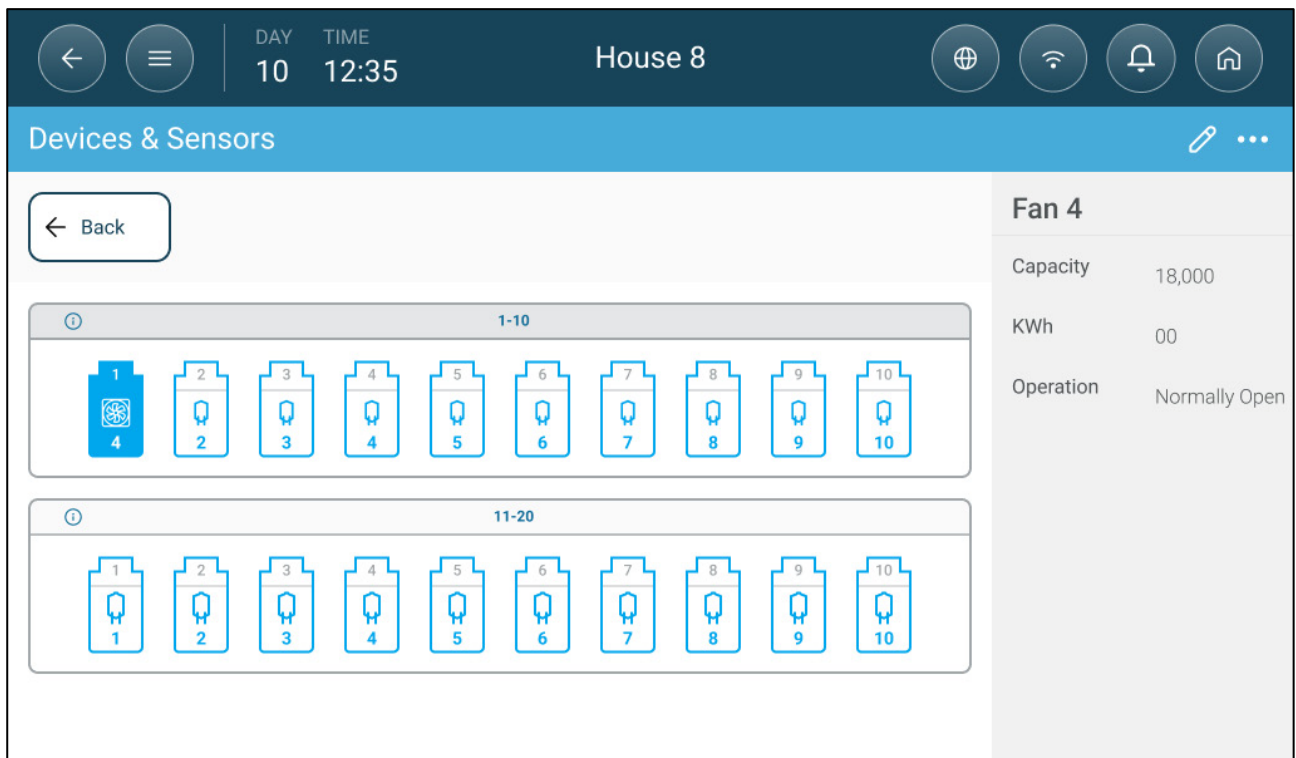 DAY TIME
10 12:35 House 8
Devices & Sensors
Back
Fan 4
Capacity 18,000
KWh 00
Operation Normally Open
1-10
1 2 3 4 5 6 7 8 9 10
4 2 3 4 5 6 7 8 9 10
11-20
1 2 3 4 5 6 7 8 9 10
1 2 3 4 5 6 7 8 9 10